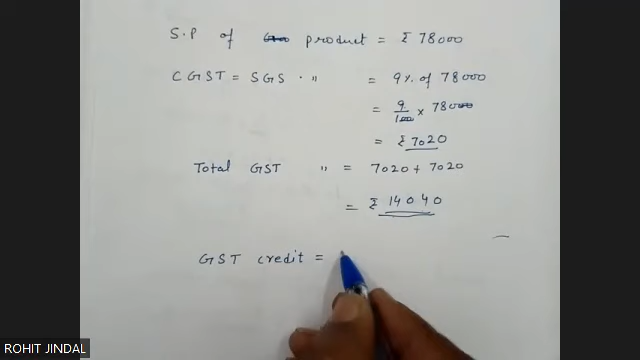 S.P of product = ₹ 78000
CGST = SGS . " = 9% of 78000
= 9/100 x 78000
= ₹ 7020
Total GST " = 7020 + 7020
= ₹ 14040
GST credit =
ROHIT JINDAL